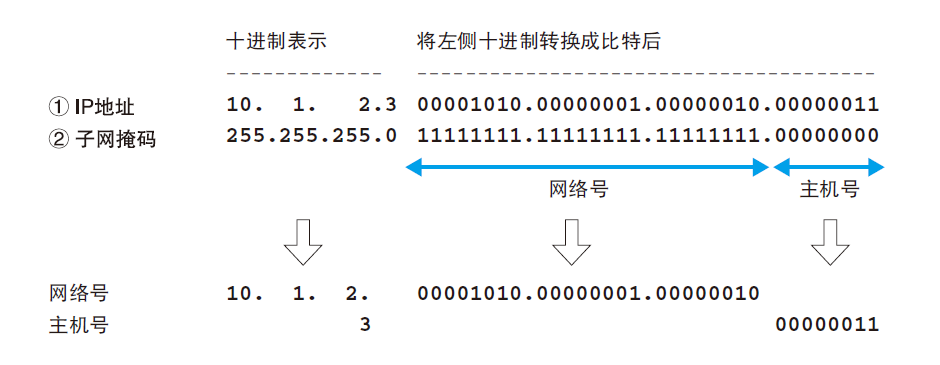 十进制表示 将左侧十进制转换成比特后
------------- --------------------------------------
① IP地址 10. 1. 2.3 00001010.00000001.00000010.00000011
② 子网掩码 255.255.255.0 11111111.11111111.11111111.00000000
网络号 主机号
网络号 10. 1. 2. 00001010.00000001.00000010
主机号 3 00000011